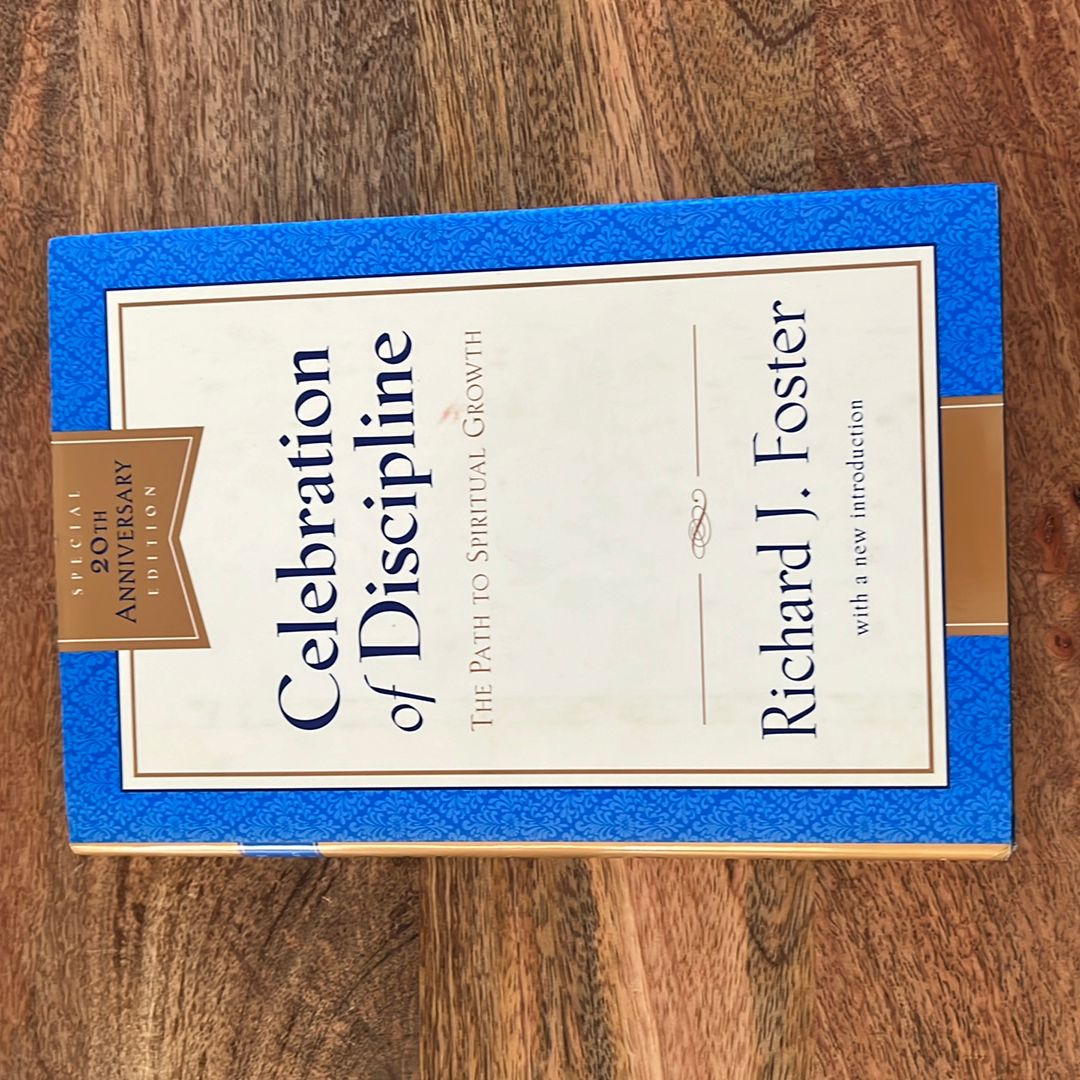 SPECIAL
20TH
ANNIVERSARY
EDITION
Celebration
of Discipline
THE PATH TO SPIRITUAL GROWTH
Richard J. Foster
with a new introduction